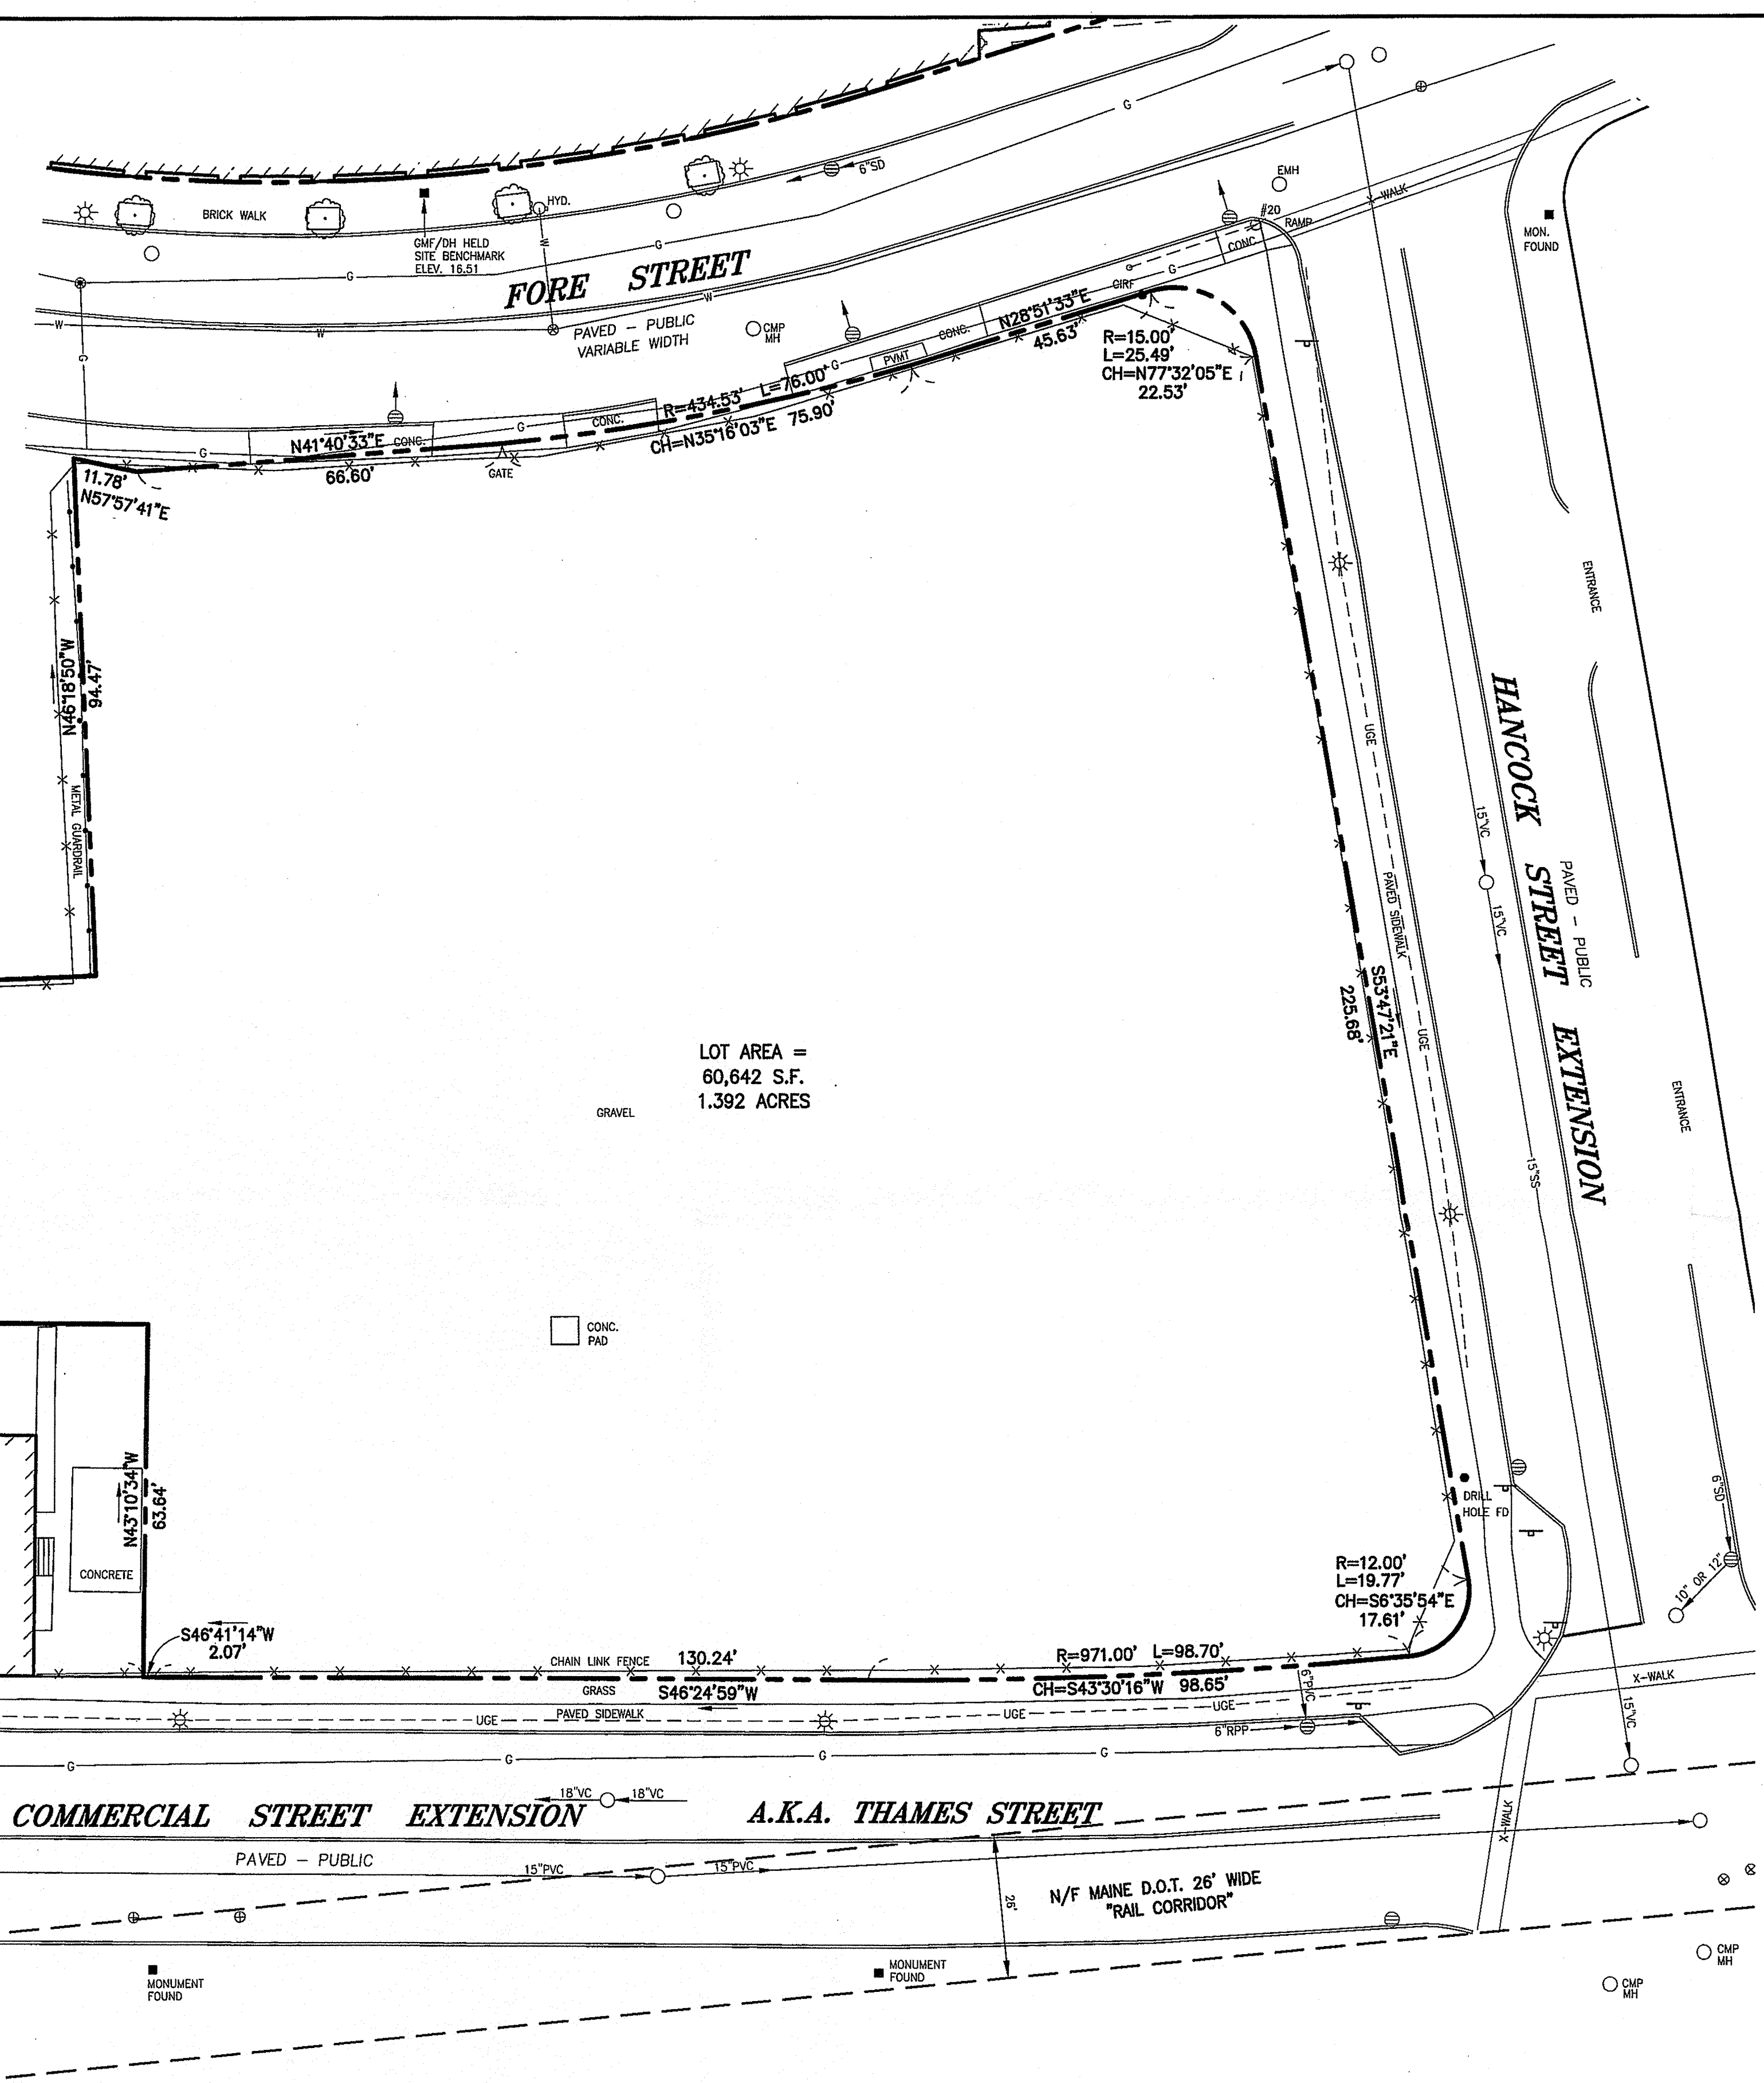 G
6"SD
EMH
BRICK WALK
HYD.
W
GMF/DH HELD
SITE BENCHMARK
ELEV. 16.51
FORE STREET
G
G
W
W
W
PAVED - PUBLIC
VARIABLE WIDTH
CMP
MH
#20
RAMP
X-WALK
CONC.
MON.
FOUND
G
CIRF
N28°51'33"E
45.63'
CONC.
PVMT
G
R=15.00'
L=25.49'
CH=N77°32'05"E
22.53'
R=434.53' L=76.00'
CH=N35°16'03"E 75.90'
CONC.
G
N41°40'33"E
CONC.
66.60'
GATE
G
G
11.78'
N57°57'41"E
N46°18'50"W
94.47'
METAL GUARDRAIL
ENTRANCE
HANCOCK STREET EXTENSION
PAVED - PUBLIC
UGE
15"VC
15"VC
PAVED SIDEWALK
S53°47'21"E
225.68'
UGE
15"SS
ENTRANCE
LOT AREA =
60,642 S.F.
1.392 ACRES
GRAVEL
CONC.
PAD
N43°10'34"W
63.64'
CONCRETE
DRILL
HOLE FD
6"SD
10" OR 12"
R=12.00'
L=19.77'
CH=S6°35'54"E
17.61'
S46°41'14"W
2.07'
CHAIN LINK FENCE
130.24'
R=971.00' L=98.70'
GRASS
S46°24'59"W
CH=S43°30'16"W 98.65'
6"PVC
X-WALK
UGE
PAVED SIDEWALK
UGE
UGE
6"RPP
15"VC
G
G
G
G
18"VC
18"VC
COMMERCIAL STREET EXTENSION A.K.A. THAMES STREET
X-WALK
PAVED - PUBLIC
15"PVC
15"PVC
26'
N/F MAINE D.O.T. 26' WIDE
"RAIL CORRIDOR"
MONUMENT
FOUND
MONUMENT
FOUND
CMP
MH
CMP
MH